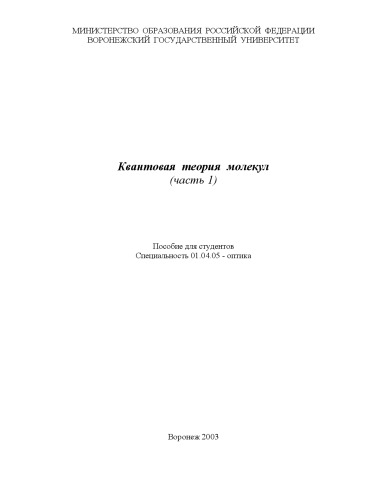 МИНИСТЕРСТВО ОБРАЗОВАНИЯ РОССИЙСКОЙ ФЕДЕРАЦИИ
ВОРОНЕЖСКИЙ ГОСУДАРСТВЕННЫЙ УНИВЕРСИТЕТ
Квантовая теория молекул
(часть 1)
Пособие для студентов
Специальность 01.04.05 - оптика
Воронеж 2003